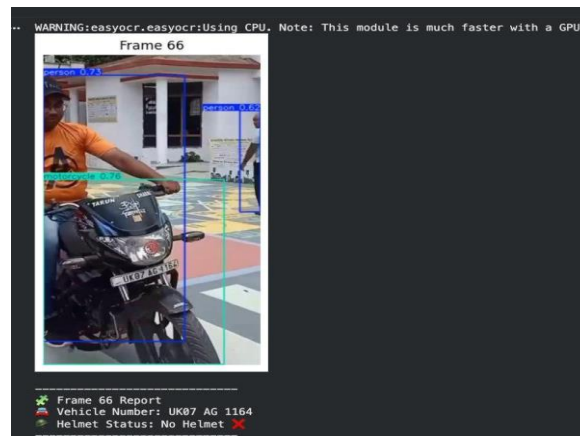 WARNING:easyocr.easyocr:Using CPU. Note: This module is much faster with a GPU
Frame 66
person 0.73
person 0.62
motorcycle 0.76
TARUN
UK07 AG 1162
------------------------------
Frame 66 Report
Vehicle Number: UK07 AG 1164
Helmet Status: No Helmet
------------------------------